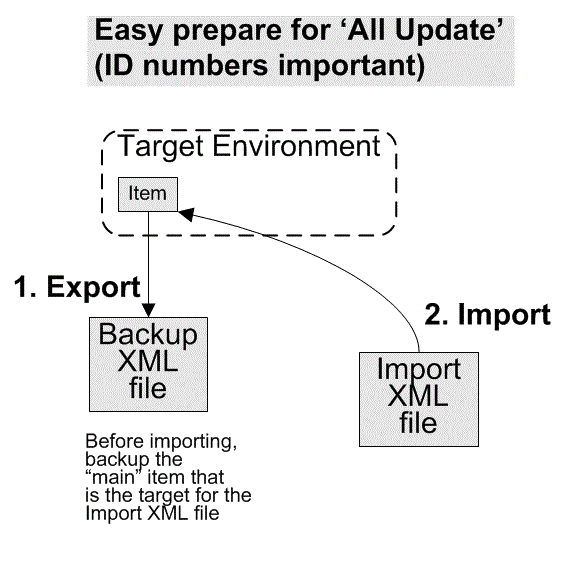 Easy prepare for ‘All Update’
(ID numbers important)
Target Environment
Item
1. Export
2. Import
Backup
XML
file
Import
XML
file
Before importing,
backup the
“main” item that
is the target for the
Import XML file